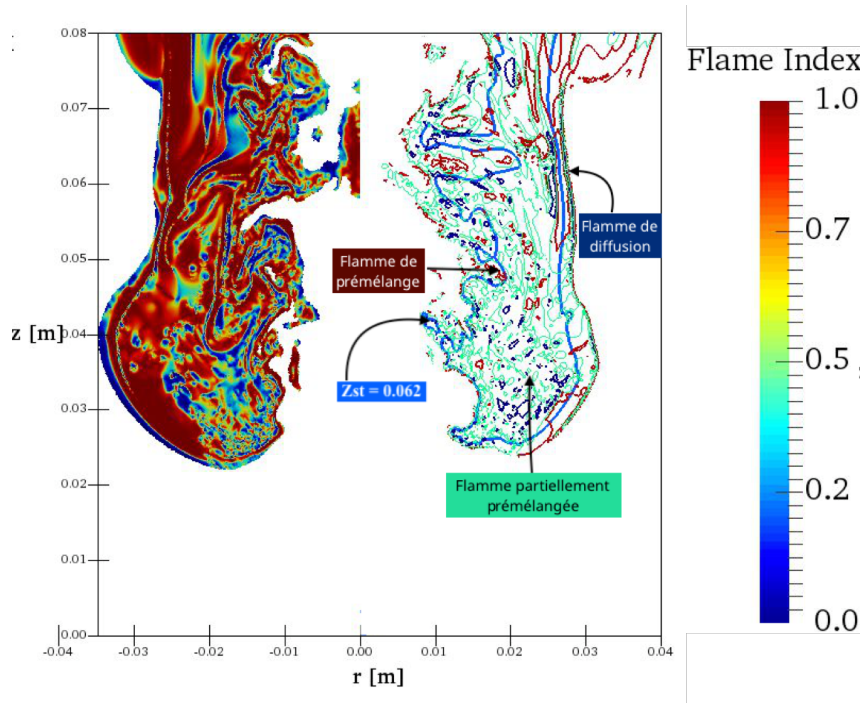 0.08
0.07
0.06
0.05
z [m]
0.04
0.03
0.02
0.01
0.00
-0.04
-0.03
-0.02
-0.01
0.00
0.01
0.02
0.03
0.04
r [m]
Flamme de
prémélange
Flamme de
diffusion
Zst = 0.062
Flamme partiellement
prémélangée
Flame Index
1.0
0.7
0.5
0.2
0.0